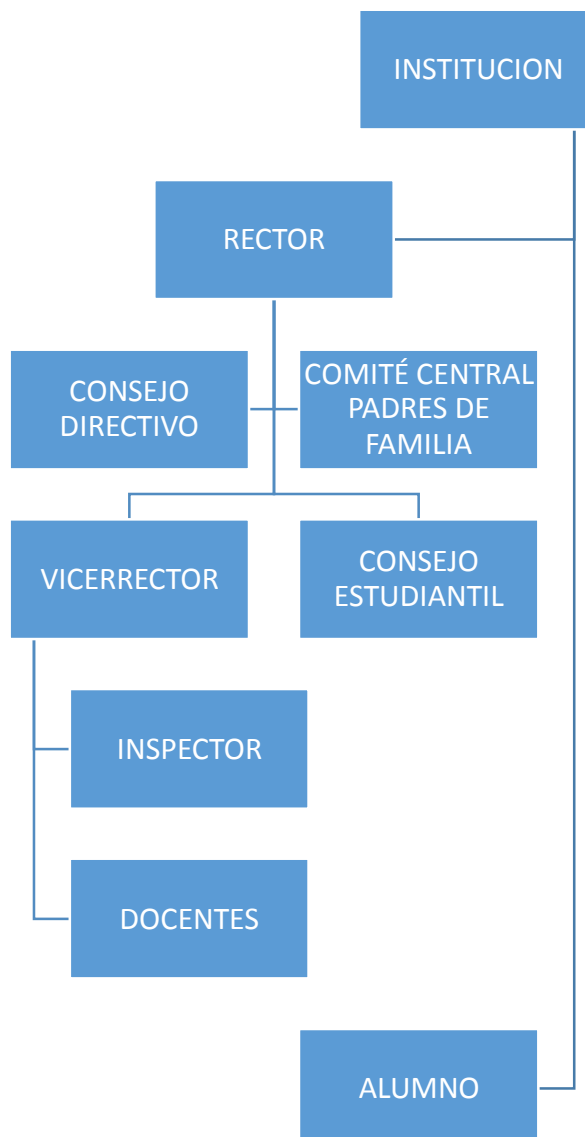 INSTITUCION
RECTOR
CONSEJO
DIRECTIVO
COMITÉ CENTRAL
PADRES DE
FAMILIA
VICERRECTOR
CONSEJO
ESTUDIANTIL
INSPECTOR
DOCENTES
ALUMNO